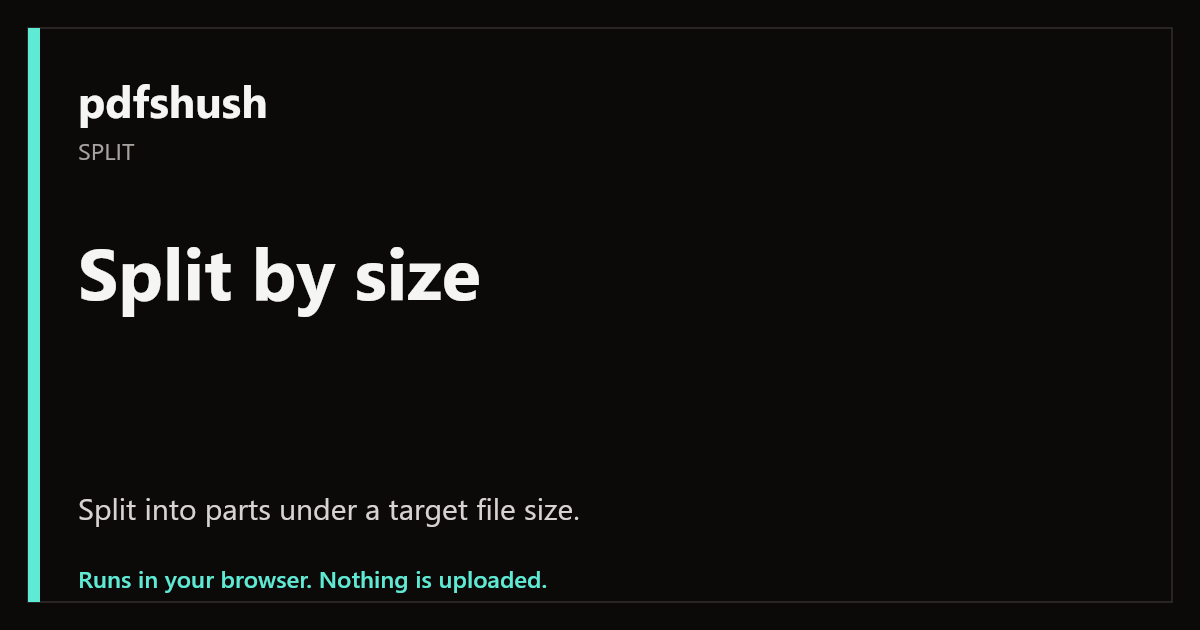 pdfshush
SPLIT
Split by size
Split into parts under a target file size.
Runs in your browser. Nothing is uploaded.